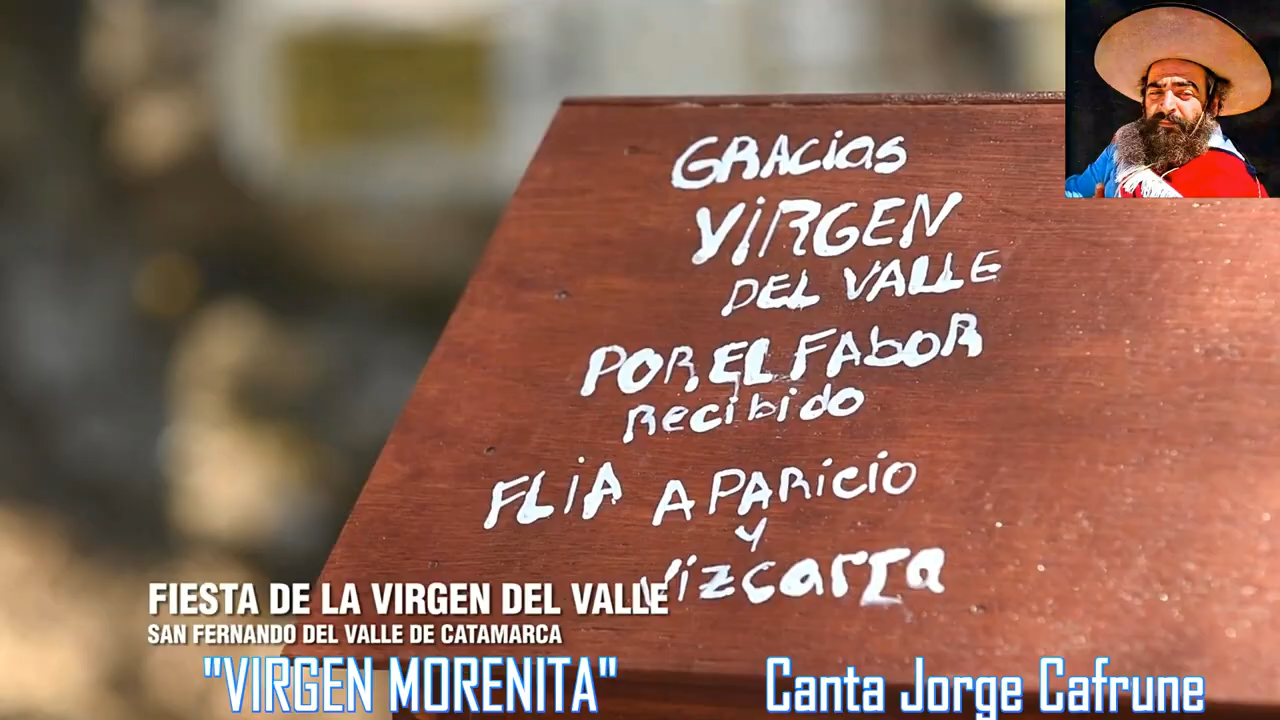 GRACias
VIRGEN
DEL VALLE
POR EL FAbOR
Recibido
FLiA APARicio
y
Vizcarra
FIESTA DE LA VIRGEN DEL VALLE
SAN FERNANDO DEL VALLE DE CATAMARCA
"VIRGEN MORENITA" Canta Jorge Cafrune